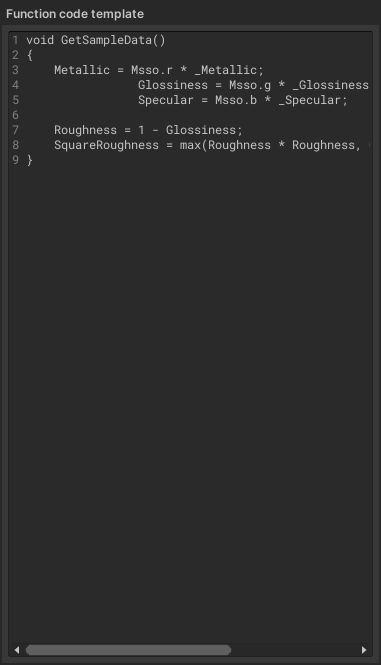 Function code template
1 void GetSampleData()
2 {
3     Metallic = Msso.r * _Metallic;
4                 Glossiness = Msso.g * _Glossiness
5                 Specular = Msso.b * _Specular;
6
7     Roughness = 1 - Glossiness;
8     SquareRoughness = max(Roughness * Roughness,
9 }